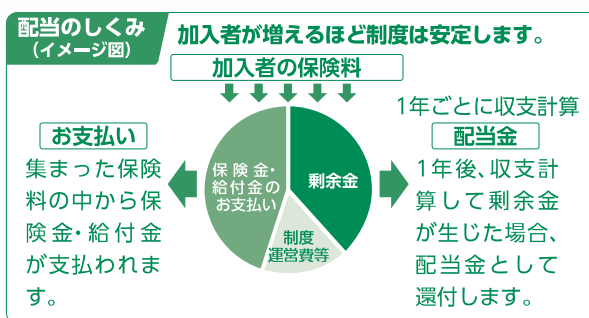 配当のしくみ
(イメージ図)
加入者が増えるほど制度は安定します。
加入者の保険料
1年ごとに収支計算
お支払い
集まった保険
料の中から保
険金・給付金
が支払われま
す。
保険金・
給付金の
お支払い
剰余金
制度
運営費等
配当金
1年後、収支計
算して剰余金
が生じた場合、
配当金として
還付します。